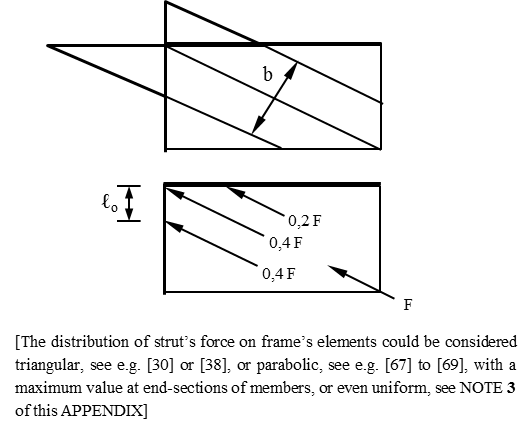 b
ℓo
0,2 F
0,4 F
0,4 F
F
[The distribution of strut’s force on frame’s elements could be considered
triangular, see e.g. [30] or [38], or parabolic, see e.g. [67] to [69], with a
maximum value at end-sections of members, or even uniform, see NOTE 3
of this APPENDIX]